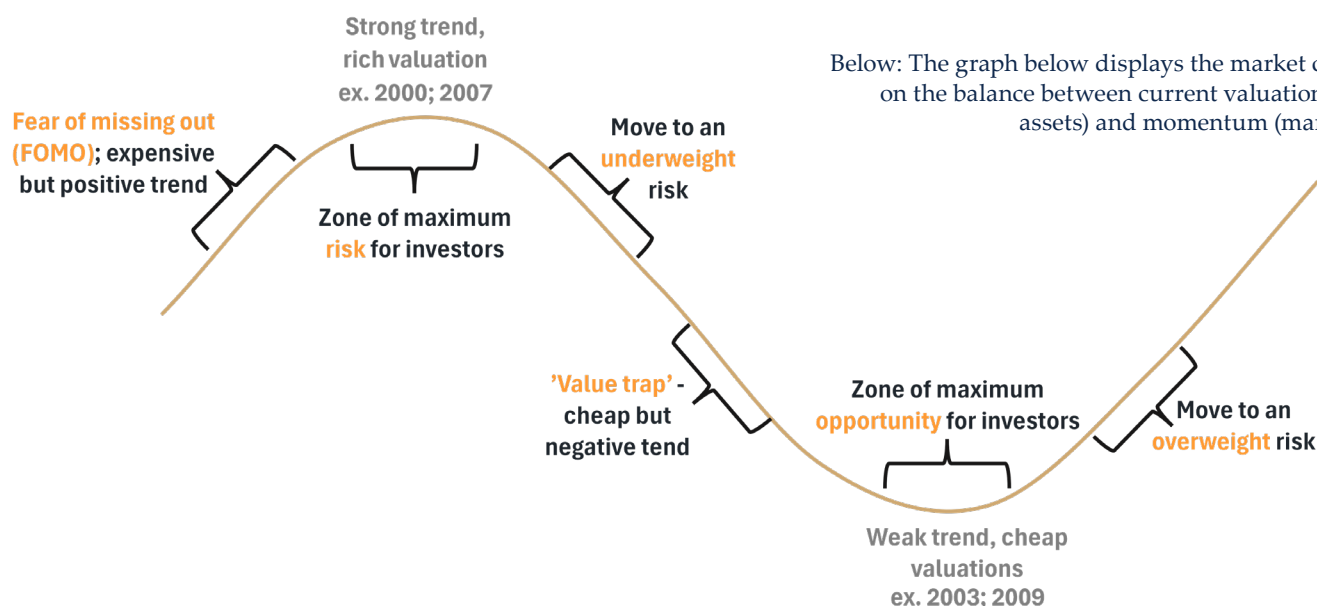 Strong trend,
rich valuation
ex. 2000; 2007
Below: The graph below displays the market
on the balance between current valuation
assets) and momentum
Fear of missing out
(FOMO); expensive
but positive trend
Zone of maximum
risk for investors
Move to an
underweight
risk
'Value trap' -
cheap but
negative tend
Zone of maximum
opportunity for investors
Move to an
overweight risk
Weak trend, cheap
valuations
ex. 2003; 2009